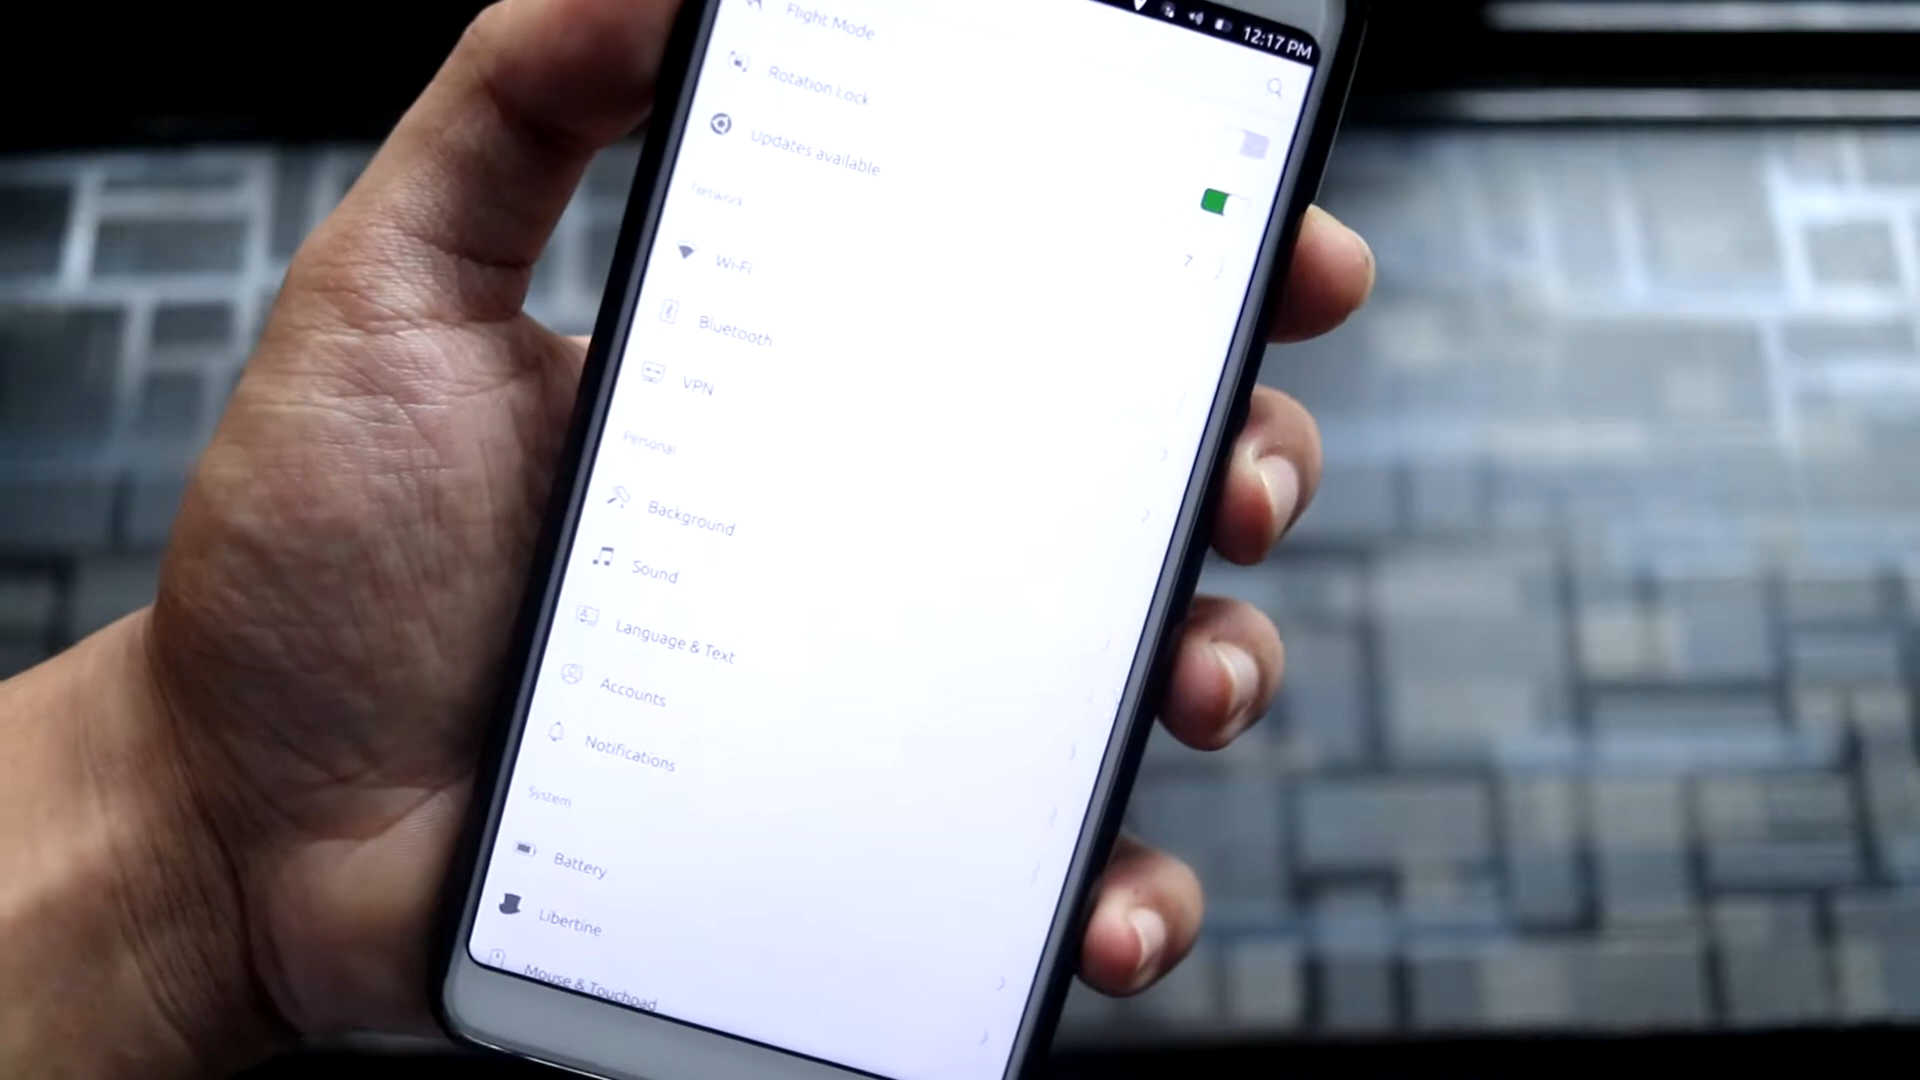 12:17 PM
Flight Mode
Rotation Lock
Updates available
7
Network
Wi-Fi
Bluetooth
VPN
Personal
Background
Sound
Language & Text
Accounts
Notifications
System
Battery
Libertine
Mouse & Touchpad